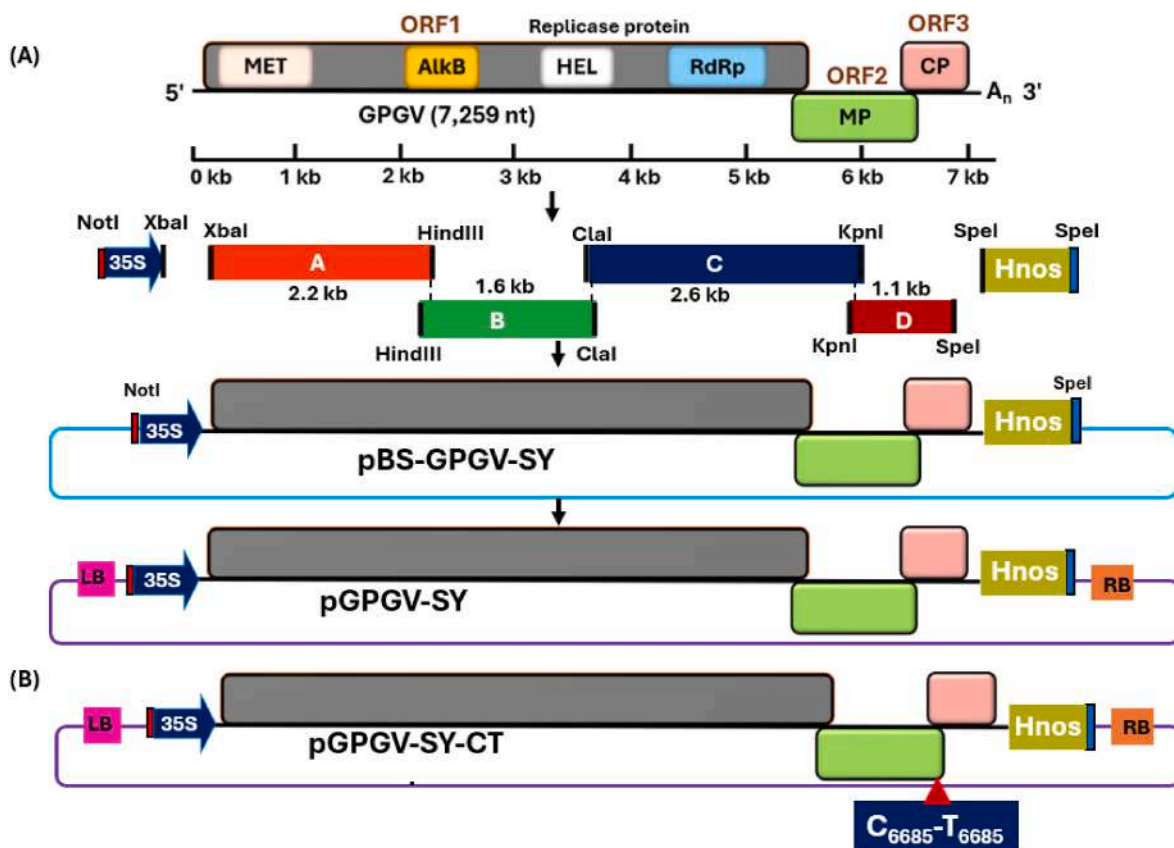 (A)
ORF1 Replicase protein ORF3
MET AlkB HEL RdRp ORF2 CP
5' GPGV (7,259 nt) MP Aₙ 3'
0 kb 1 kb 2 kb 3 kb 4 kb 5 kb 6 kb 7 kb
NotI XbaI XbaI HindIII ClaI KpnI SpeI SpeI
35S A C Hnos
2.2 kb 1.6 kb 2.6 kb 1.1 kb
B D
HindIII ClaI KpnI SpeI
NotI SpeI
35S Hnos
pBS-GPGV-SY
LB 35S Hnos RB
pGPGV-SY
(B)
LB 35S Hnos RB
pGPGV-SY-CT
C₆₆₈₅-T₆₆₈₅